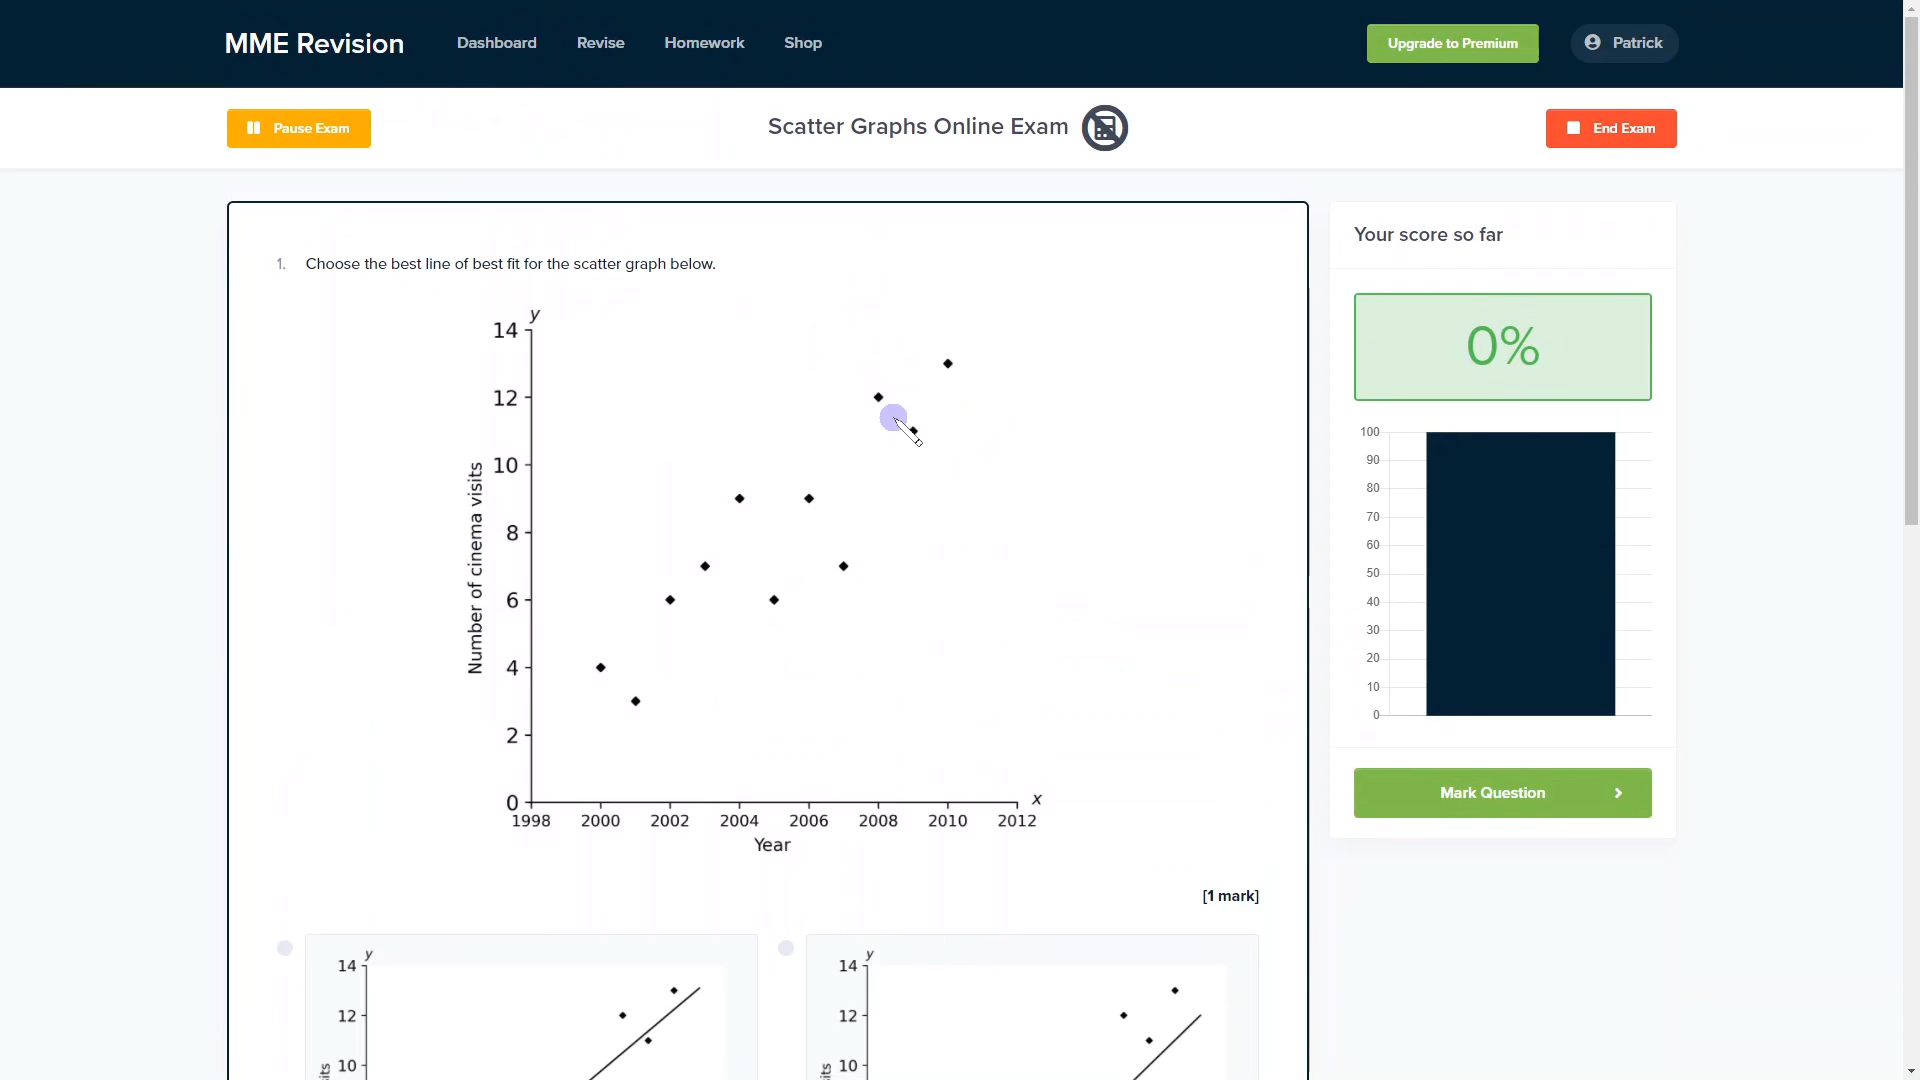 MME Revision
Dashboard
Revise
Homework
Shop
Upgrade to Premium
Patrick
Pause Exam
Scatter Graphs Online Exam
End Exam
1. Choose the best line of best fit for the scatter graph below.
y
14
12
10
8
6
4
2
0
Number of cinema visits
1998 2000 2002 2004 2006 2008 2010 2012
x
Year
[1 mark]
y
14
12
10
y
14
12
10
Your score so far
0%
100
90
80
70
60
50
40
30
20
10
0
Mark Question